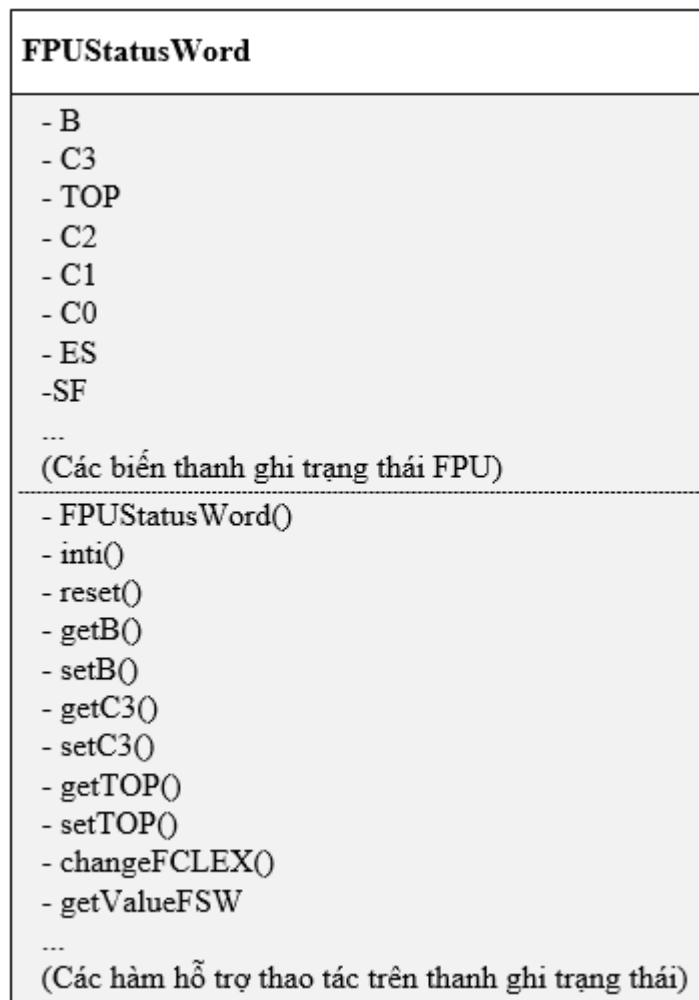 FPUStatusWord
- B
- C3
- TOP
- C2
- C1
- C0
- ES
-SF
...
(Các biến thanh ghi trạng thái FPU)
- FPUStatusWord()
- inti()
- reset()
- getB()
- setB()
- getC3()
- setC3()
- getTOP()
- setTOP()
- changeFCLEX()
- getValueFSW
...
(Các hàm hỗ trợ thao tác trên thanh ghi trạng thái)